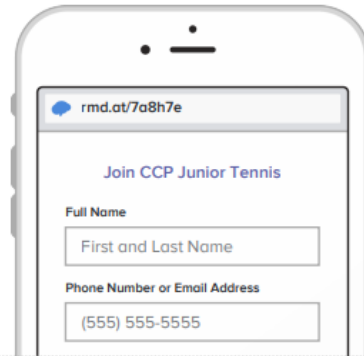 rmd.at/7a8h7e
Join CCP Junior Tennis
Full Name
First and Last Name
Phone Number or Email Address
(555) 555-5555